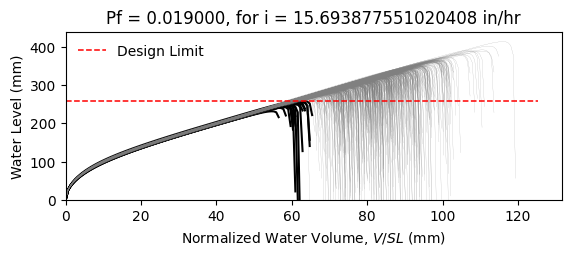 Pf = 0.019000, for i = 15.693877551020408 in/hr
Design Limit
Water Level (mm)
400
300
200
100
0
0 20 40 60 80 100 120
Normalized Water Volume, V/SL (mm)